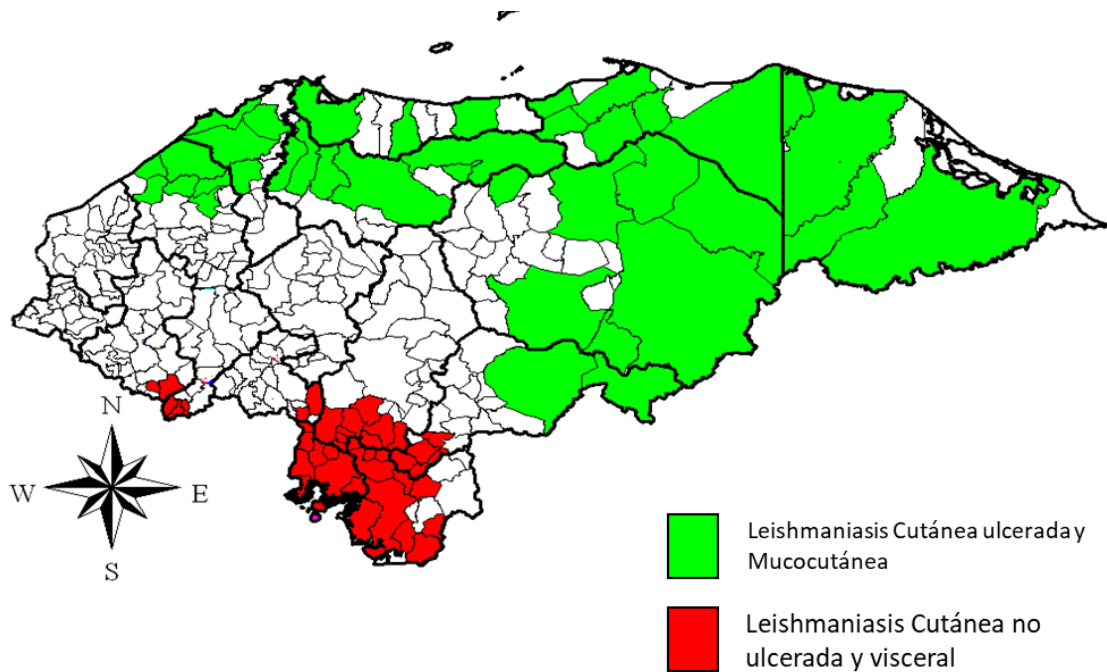 N
W
E
S
Leishmaniasis Cutánea ulcerada y
Mucocutánea
Leishmaniasis Cutánea no
ulcerada y visceral